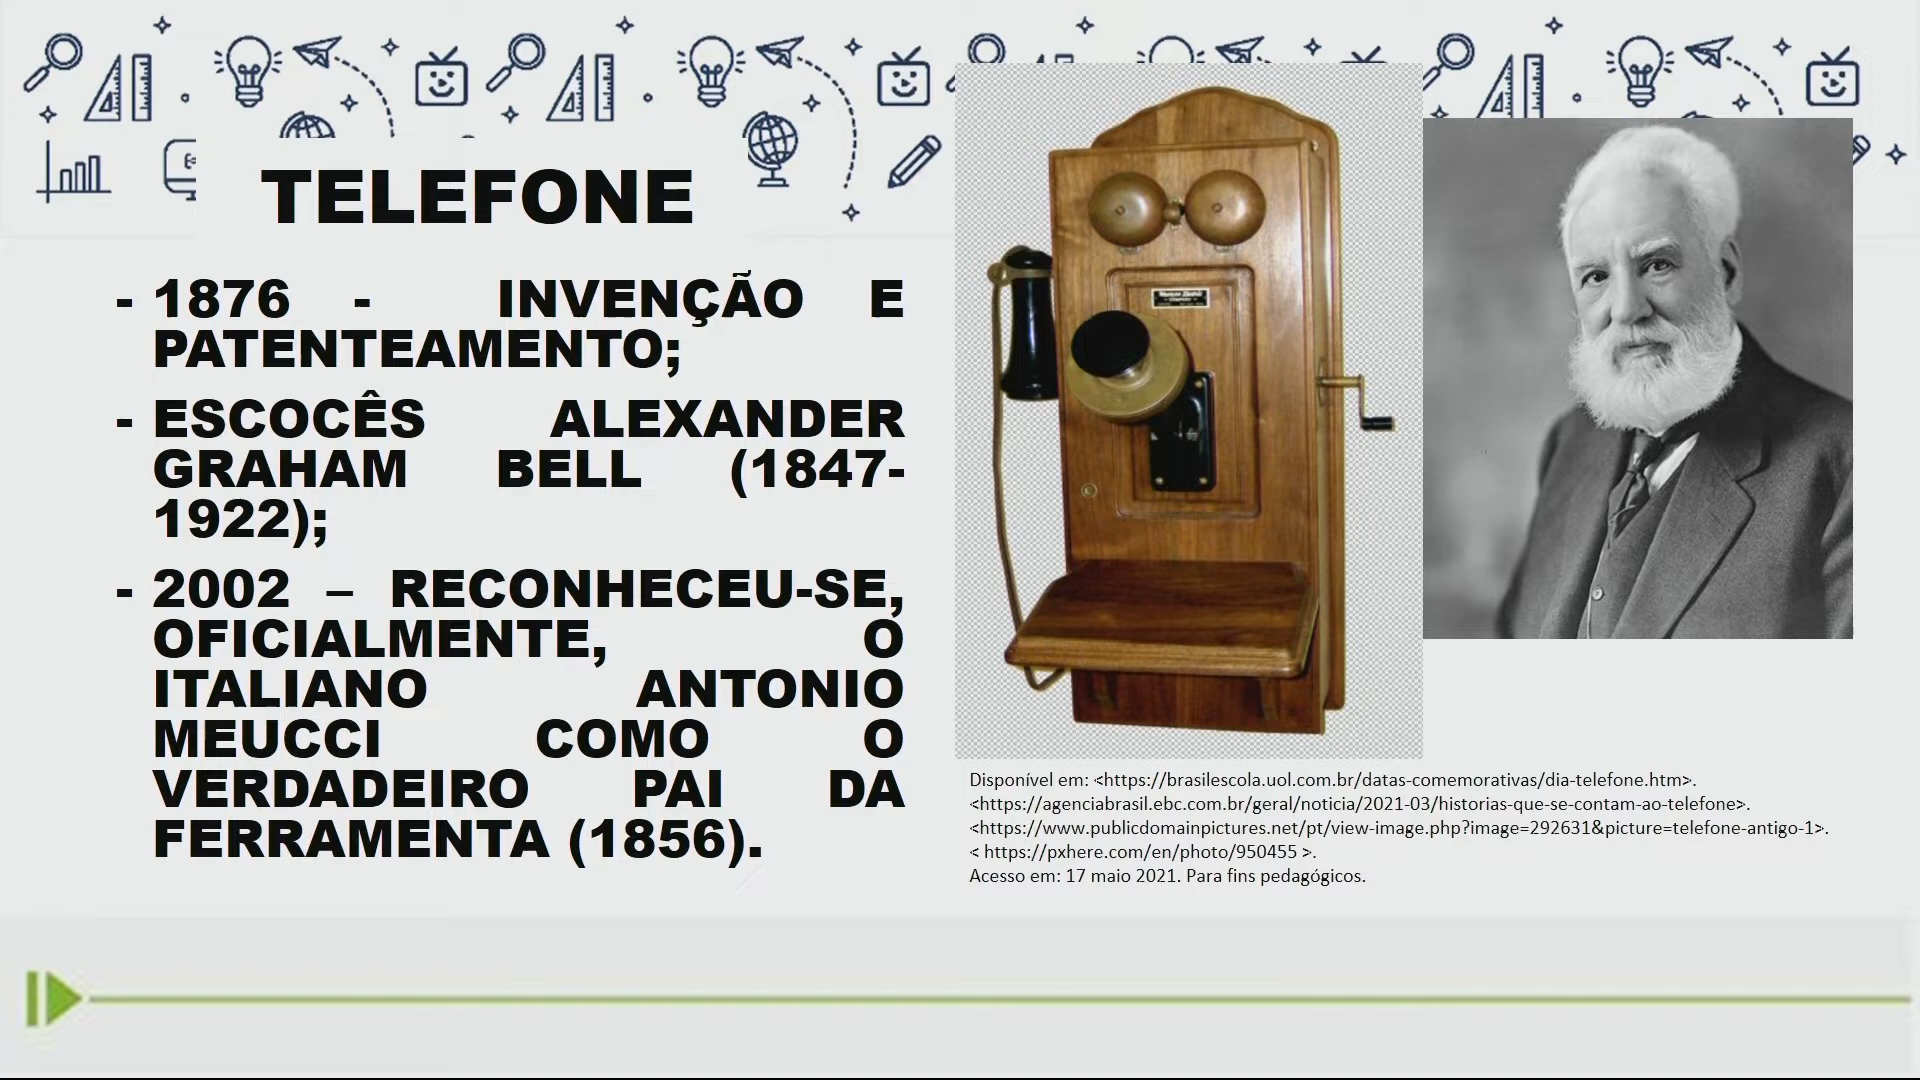 TELEFONE
- 1876 - INVENÇÃO E
PATENTEAMENTO;
- ESCOCÊS ALEXANDER
GRAHAM BELL (1847-
1922);
- 2002 – RECONHECEU-SE,
OFICIALMENTE, O
ITALIANO ANTONIO
MEUCCI COMO O
VERDADEIRO PAI DA
FERRAMENTA (1856).
Disponível em: <https://brasilescola.uol.com.br/datas-comemorativas/dia-telefone.htm>.
<https://agenciabrasil.ebc.com.br/geral/noticia/2021-03/historias-que-se-contam-ao-telefone>.
<https://www.publicdomainpictures.net/pt/view-image.php?image=292631&picture=telefone-antigo-1>.
< https://pxhere.com/en/photo/950455 >.
Acesso em: 17 maio 2021. Para fins pedagógicos.